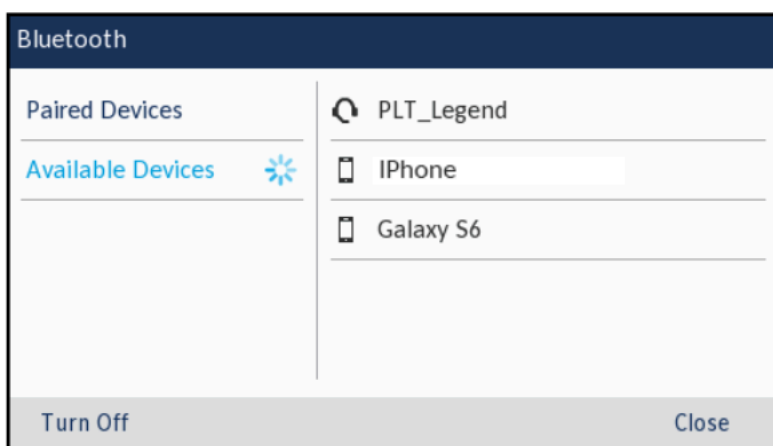 Bluetooth
Paired Devices
Available Devices
PLT_Legend
IPhone
Galaxy S6
Turn Off
Close